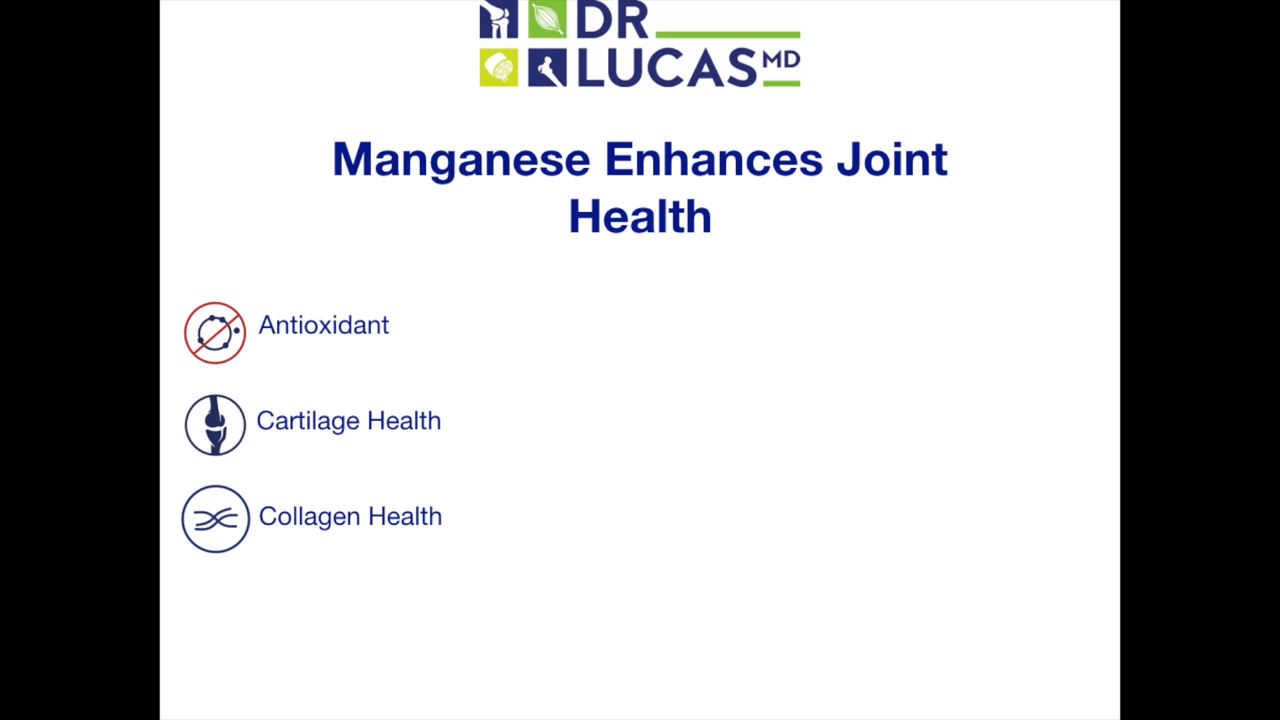 DR
LUCAS MD
Manganese Enhances Joint
Health
Antioxidant
Cartilage Health
Collagen Health